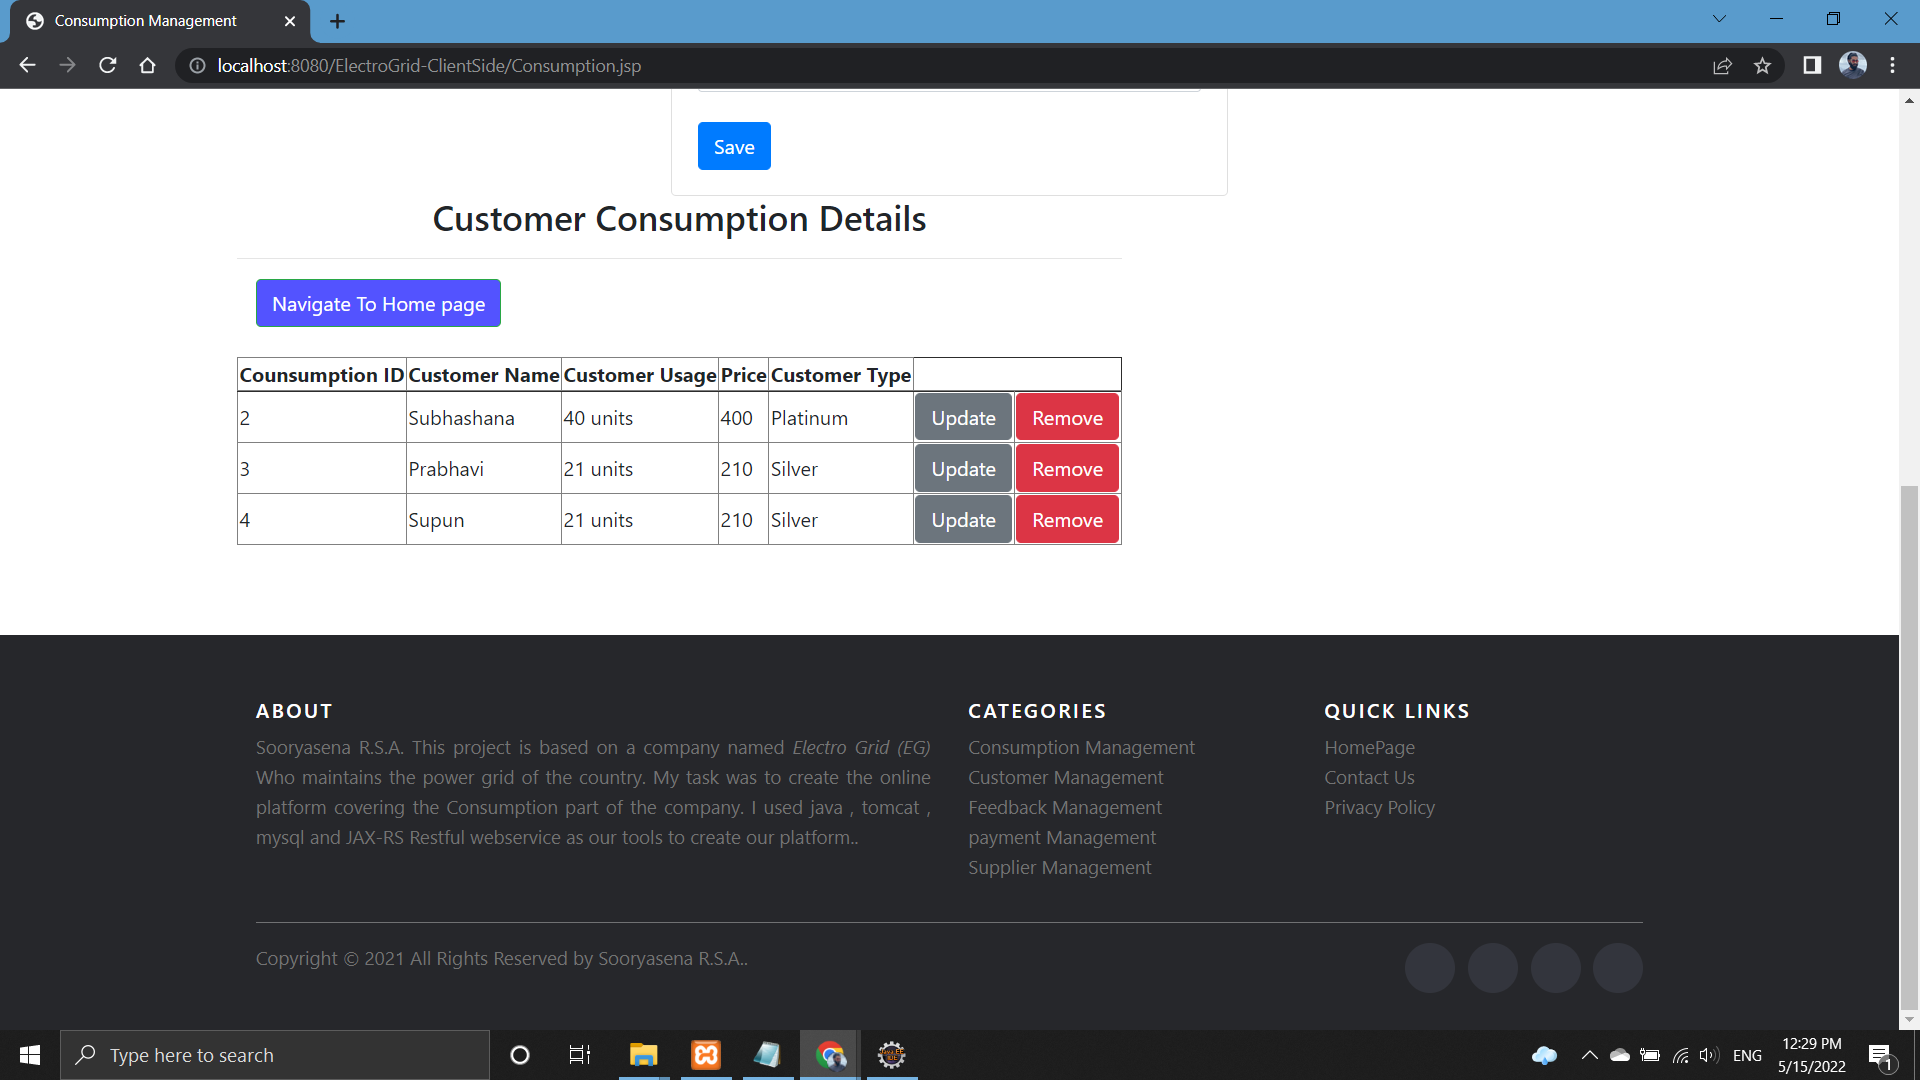 Consumption Management
localhost:8080/ElectroGrid-ClientSide/Consumption.jsp
Save
Customer Consumption Details
Navigate To Home page
Counsumption ID Customer Name Customer Usage Price Customer Type
2 Subhashana 40 units 400 Platinum Update Remove
3 Prabhavi 21 units 210 Silver Update Remove
4 Supun 21 units 210 Silver Update Remove
ABOUT
Sooryasena R.S.A. This project is based on a company named Electro Grid (EG)
Who maintains the power grid of the country. My task was to create the online
platform covering the Consumption part of the company. I used java , tomcat ,
mysql and JAX-RS Restful webservice as our tools to create our platform..
CATEGORIES
Consumption Management
Customer Management
Feedback Management
payment Management
Supplier Management
QUICK LINKS
HomePage
Contact Us
Privacy Policy
Copyright © 2021 All Rights Reserved by Sooryasena R.S.A..
Type here to search
ENG
12:29 PM
5/15/2022
1